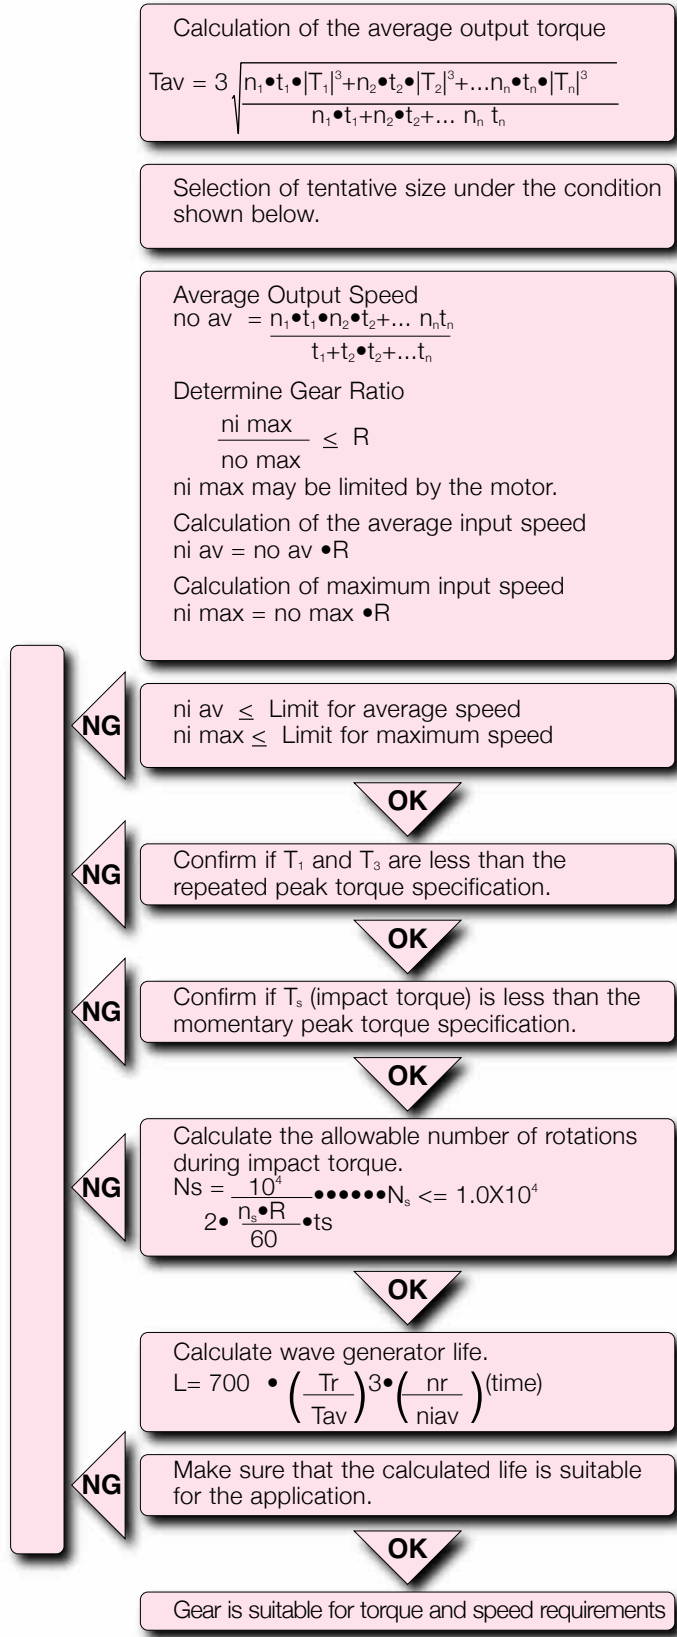 Calculation of the average output torque
Tav = 3√ n₁•t₁•|T₁|³+n₂•t₂•|T₂|³+...nₙ•tₙ•|Tₙ|³
n₁•t₁+n₂•t₂+... nₙ tₙ
Selection of tentative size under the condition
shown below.
Average Output Speed
no av = n₁•t₁•n₂•t₂+... nₙtₙ
t₁+t₂•t₂+...tₙ
Determine Gear Ratio
ni max
≤ R
no max
ni max may be limited by the motor.
Calculation of the average input speed
ni av = no av •R
Calculation of maximum input speed
ni max = no max •R
NG
ni av ≤ Limit for average speed
ni max ≤ Limit for maximum speed
OK
NG
Confirm if T₁ and T₃ are less than the
repeated peak torque specification.
OK
NG
Confirm if Tₛ (impact torque) is less than the
momentary peak torque specification.
OK
NG
Calculate the allowable number of rotations
during impact torque.
Ns = 10⁴ ••••••Nₛ <= 1.0X10⁴
2• nₛ•R •ts
60
OK
Calculate wave generator life.
L= 700 • (Tr)3•(nr)(time)
Tav niav
NG
Make sure that the calculated life is suitable
for the application.
OK
Gear is suitable for torque and speed requirements